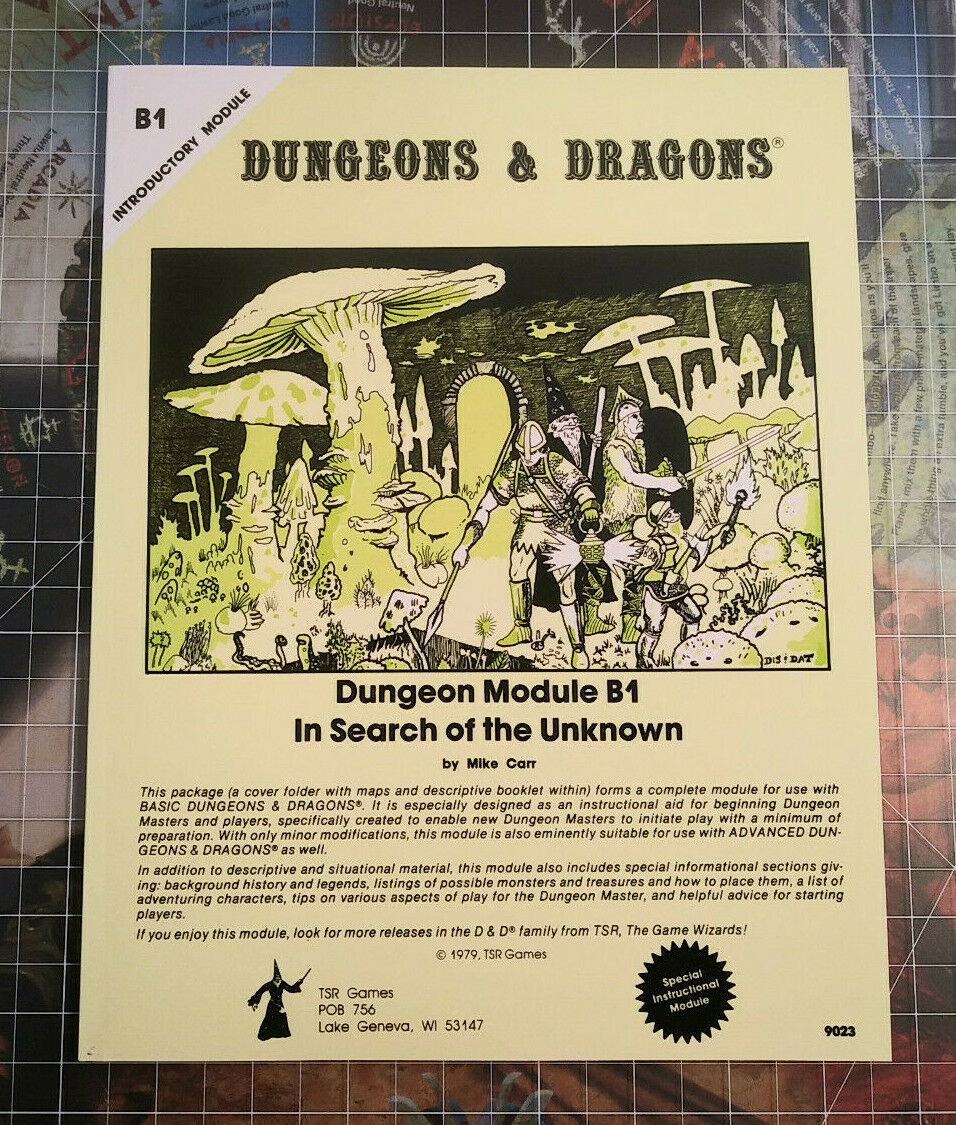 B1
INTRODUCTORY MODULE
DUNGEONS & DRAGONS®
DIS & DAT
Dungeon Module B1
In Search of the Unknown
by Mike Carr
This package (a cover folder with maps and descriptive booklet within) forms a complete module for use with
BASIC DUNGEONS & DRAGONS®. It is especially designed as an instructional aid for beginning Dungeon
Masters and players, specifically created to enable new Dungeon Masters to initiate play with a minimum of
preparation. With only minor modifications, this module is also eminently suitable for use with ADVANCED DUN-
GEONS & DRAGONS® as well.
In addition to descriptive and situational material, this module also includes special informational sections giv-
ing: background history and legends, listings of possible monsters and treasures and how to place them, a list of
adventuring characters, tips on various aspects of play for the Dungeon Master, and helpful advice for starting
players.
If you enjoy this module, look for more releases in the D & D® family from TSR, The Game Wizards!
© 1979, TSR Games
TSR Games
POB 756
Lake Geneva, WI 53147
Special
Instructional
Module
9023
ARCADIA